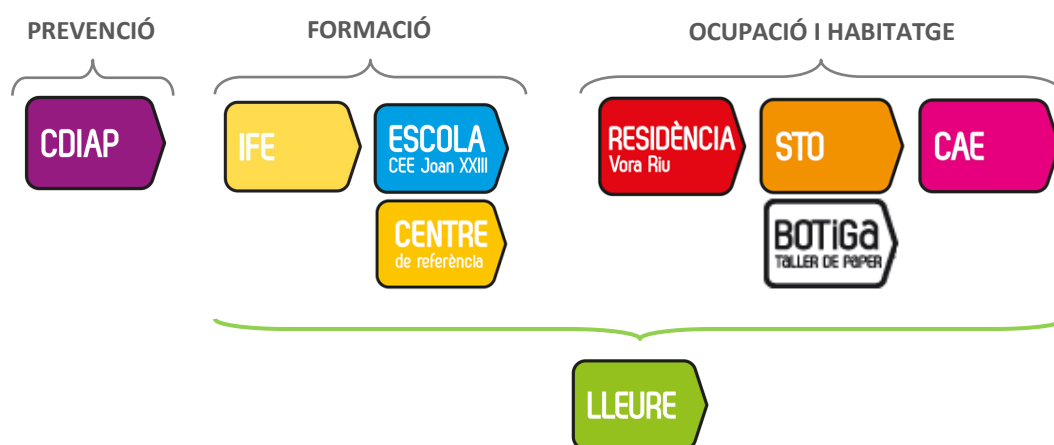 PREVENCIÓ
FORMACIÓ
OCUPACIÓ I HABITATGE
CDIAP
IFE
ESCOLA
CEE Joan XXIII
RESIDÈNCIA
Vora Riu
STO
CAE
CENTRE
de referència
BOTIGa
TaLLER DE PaPER
LLEURE